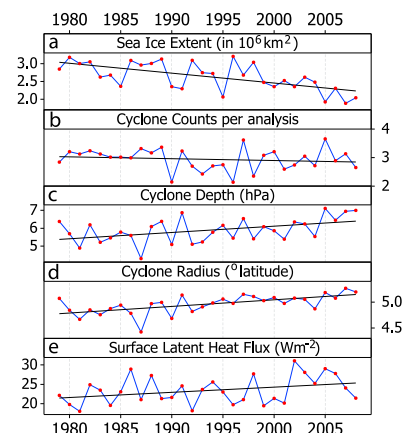 1980 1985 1990 1995 2000 2005
a Sea Ice Extent (in 10⁶ km²)
3.0
2.5
2.0
b Cyclone Counts per analysis
4
3
2
c Cyclone Depth (hPa)
7
6
5
d Cyclone Radius (° latitude)
5.0
4.5
e Surface Latent Heat Flux (Wm⁻²)
30
25
20
1980 1985 1990 1995 2000 2005